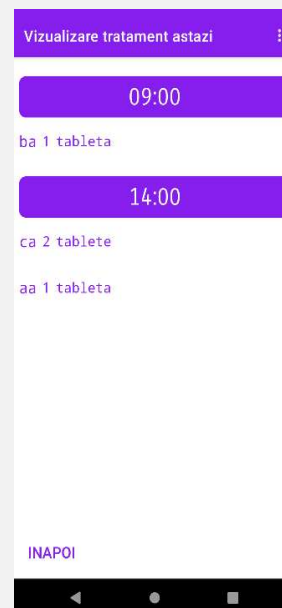 Vizualizare tratament astazi
09:00
ba 1 tableta
14:00
ca 2 tablete
aa 1 tableta
INAPOI